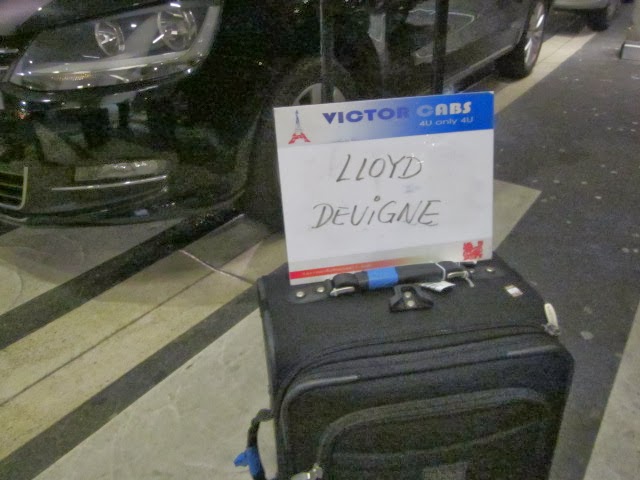 VICTOR CABS
4U only 4U
LLOYD
DEViGNE